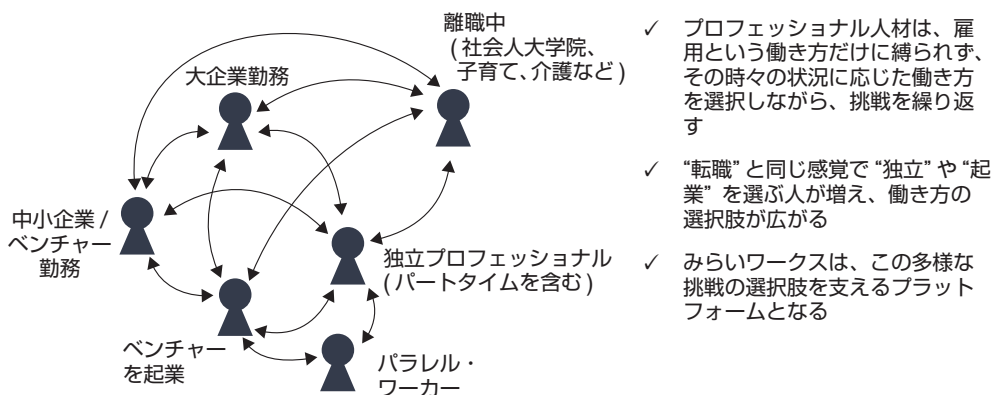 離職中
(社会人大学院、
子育て、介護など)
大企業勤務
中小企業 /
ベンチャー
勤務
独立プロフェッショナル
(パートタイムを含む)
ベンチャー
を起業
パラレル・
ワーカー
✓ プロフェッショナル人材は、雇
用という働き方だけに縛られず、
その時々の状況に応じた働き方
を選択しながら、挑戦を繰り返
す
✓ “転職” と同じ感覚で “独立” や “起
業” を選ぶ人が増え、働き方の
選択肢が広がる
✓ みらいワークスは、この多様な
挑戦の選択肢を支えるプラット
フォームとなる